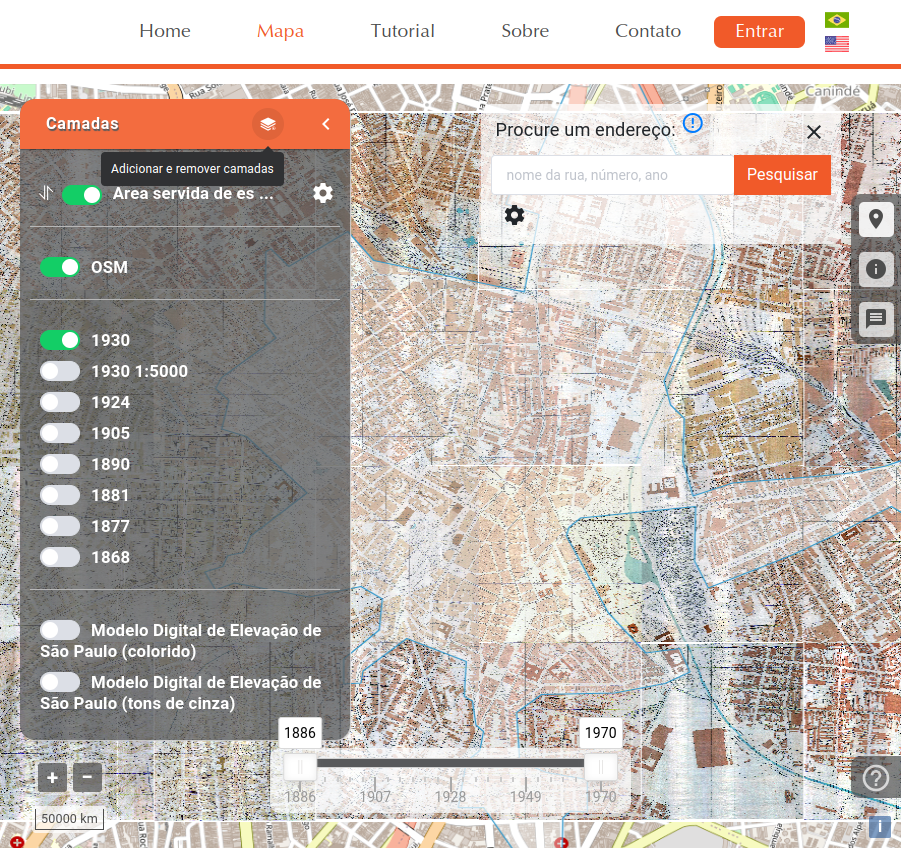 Home
Mapa
Tutorial
Sobre
Contato
Entrar
Canindé
Camadas
Adicionar e remover camadas
Area servida de es ...
OSM
1930
1930 1:5000
1924
1905
1890
1881
1877
1868
Modelo Digital de Elevação de
São Paulo (colorido)
Modelo Digital de Elevação de
São Paulo (tons de cinza)
Procure um endereço:
nome da rua, número, ano
Pesquisar
1886
1970
1886
1907
1928
1949
1970
+
−
50000 km
?
i